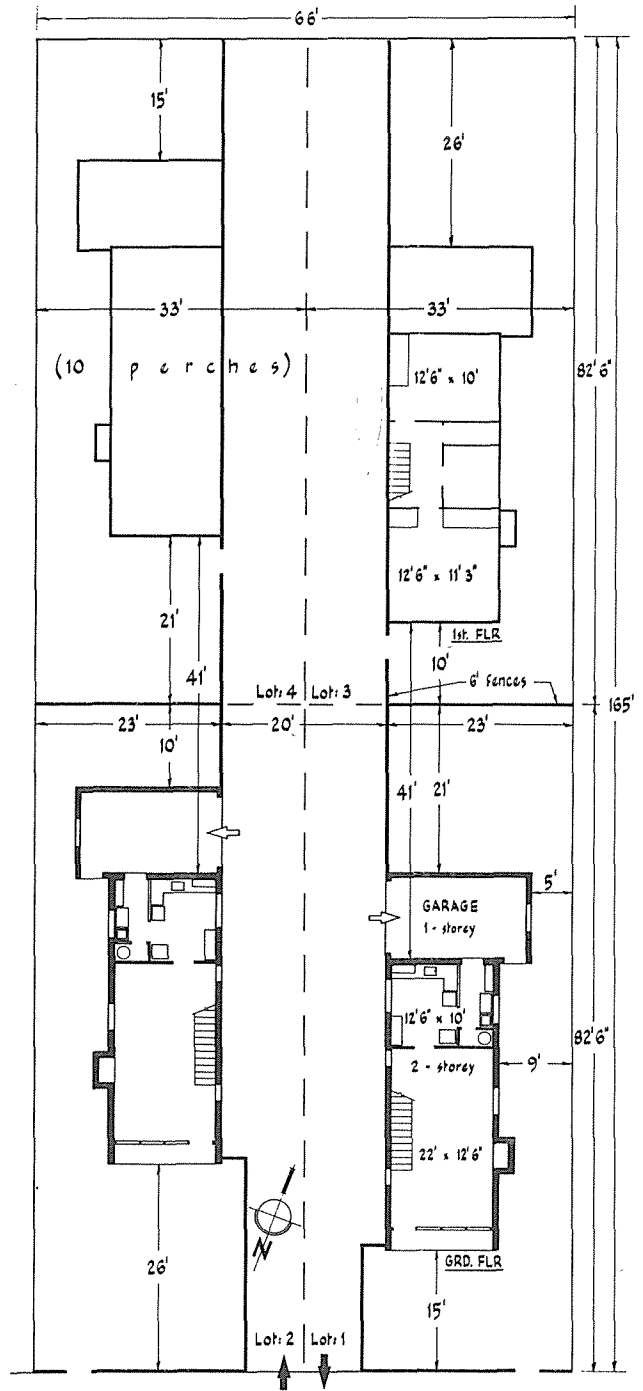 66'
15'
26'
33'
33'
(10 perches)
12'6" x 10'
82'6"
12'6" x 11'3"
21'
1st. FLR
41'
10'
6' fences
Lot: 4
Lot: 3
165'
23'
20'
23'
10'
41'
21'
5'
GARAGE
1 - storey
12'6" x 10'
82'6"
2 - storey
9'
22' x 12'6"
N
GRD. FLR
26'
15'
Lot: 2
Lot: 1